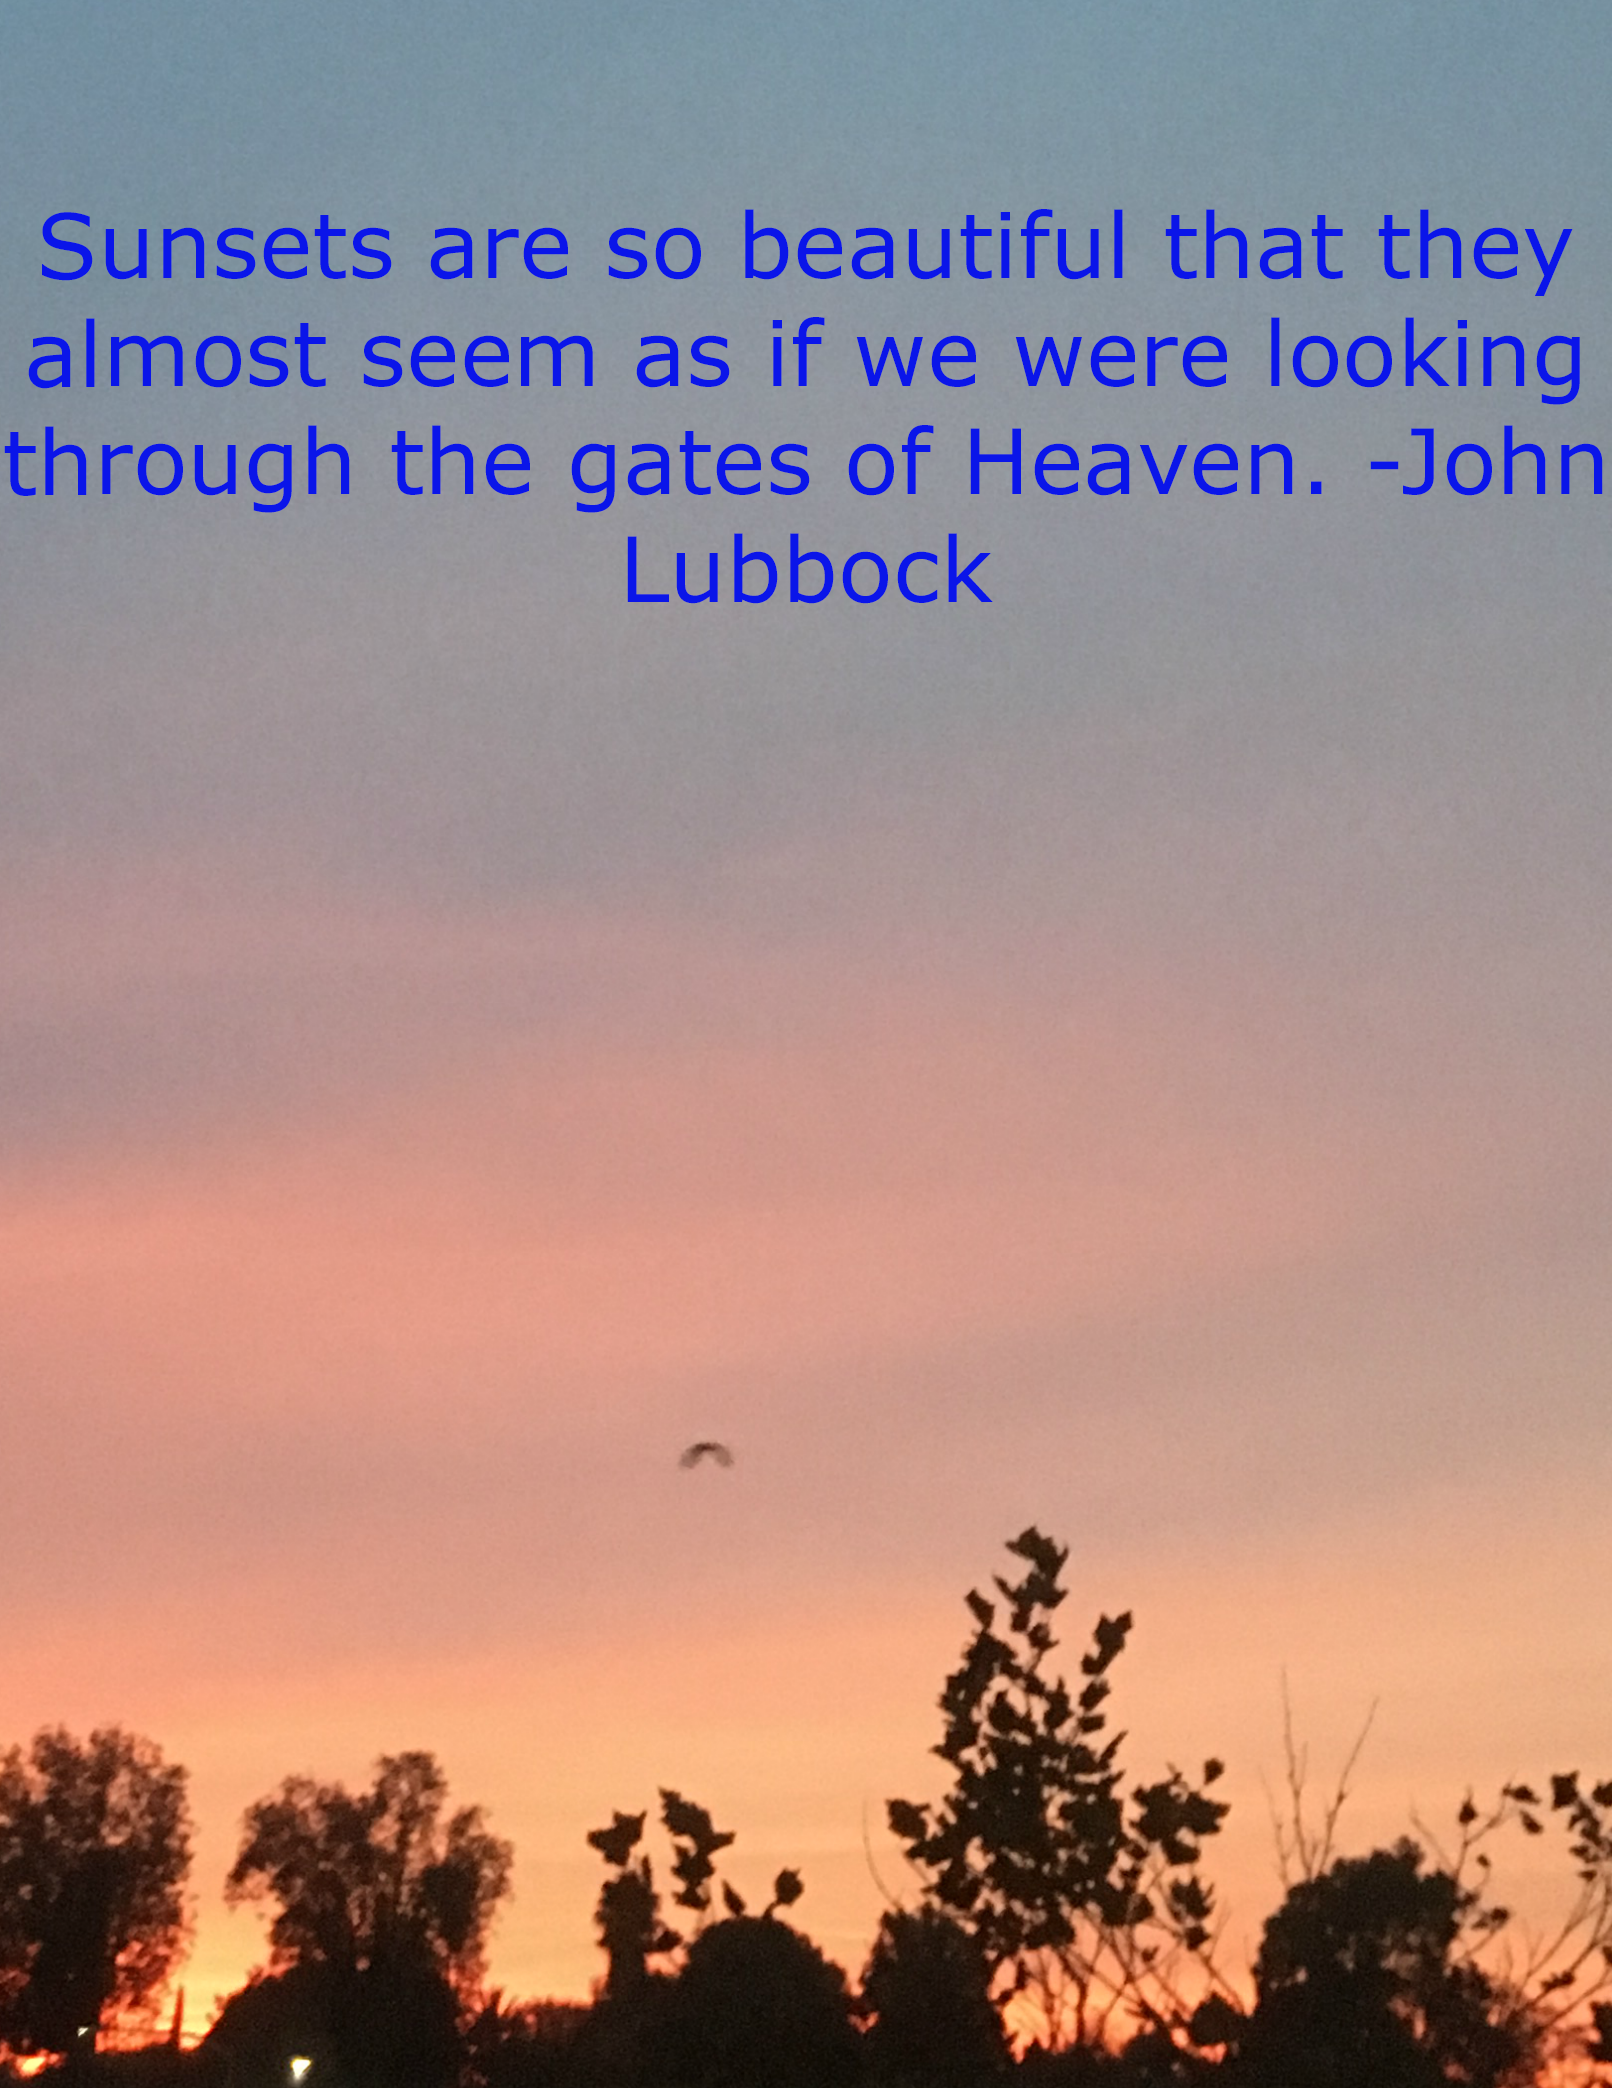 Sunsets are so beautiful that they
almost seem as if we were looking
through the gates of Heaven. -John
Lubbock